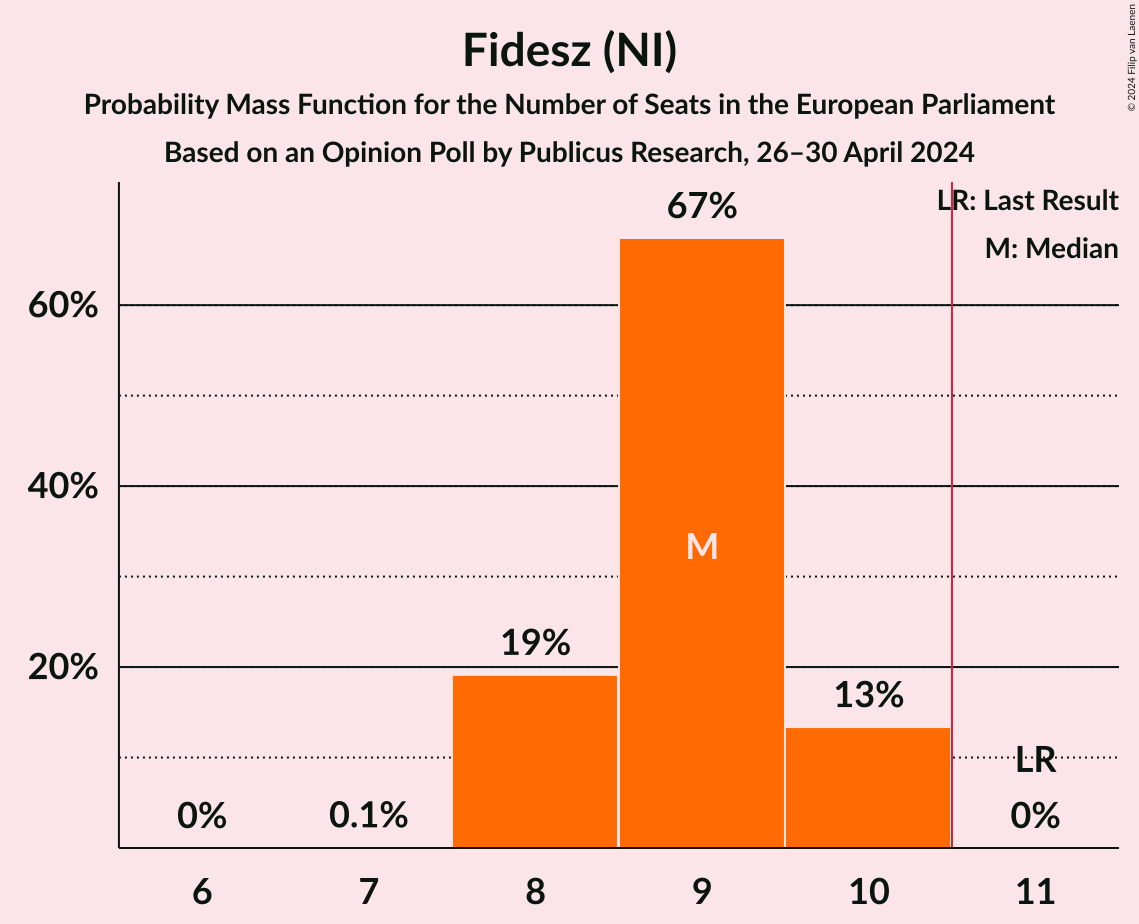 Fidesz (NI)
Probability Mass Function for the Number of Seats in the European Parliament
Based on an Opinion Poll by Publicus Research, 26–30 April 2024
© 2024 Filip van Laenen
LR: Last Result
M: Median
67%
60%
40%
M
19%
20%
13%
LR
0%
0.1%
0%
6
7
8
9
10
11